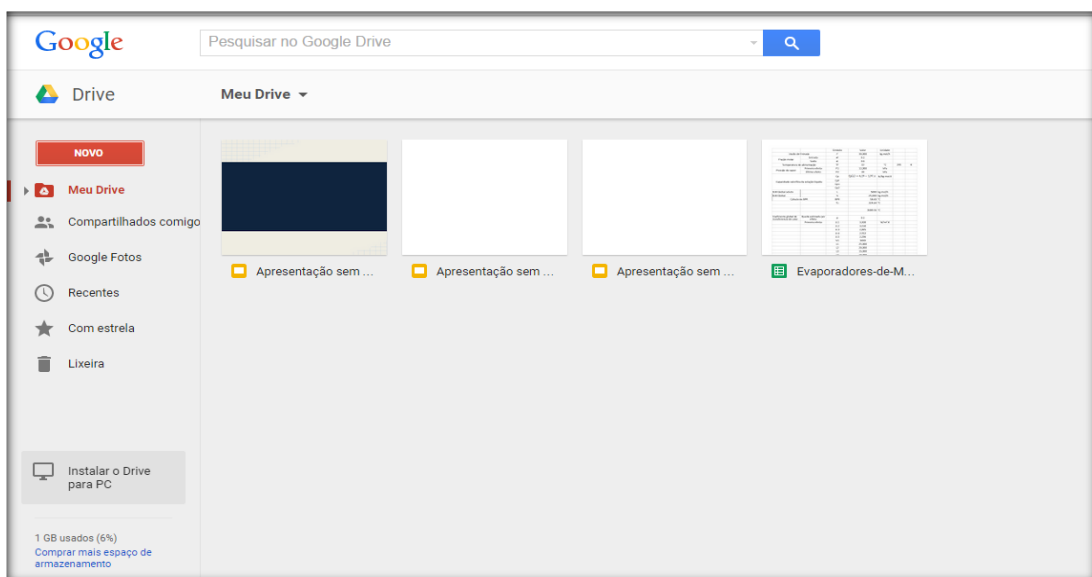 Google
Pesquisar no Google Drive
Drive
Meu Drive
NOVO
Meu Drive
Compartilhados comigo
Google Fotos
Recentes
Com estrela
Lixeira
Apresentação sem ...
Apresentação sem ...
Apresentação sem ...
Evaporadores-de-M...
Instalar o Drive
para PC
1 GB usados (6%)
Comprar mais espaço de
armazenamento